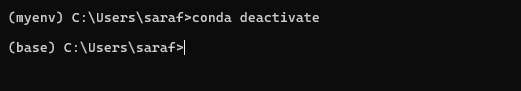 (myenv) C:\Users\saraf>conda deactivate
(base) C:\Users\saraf>